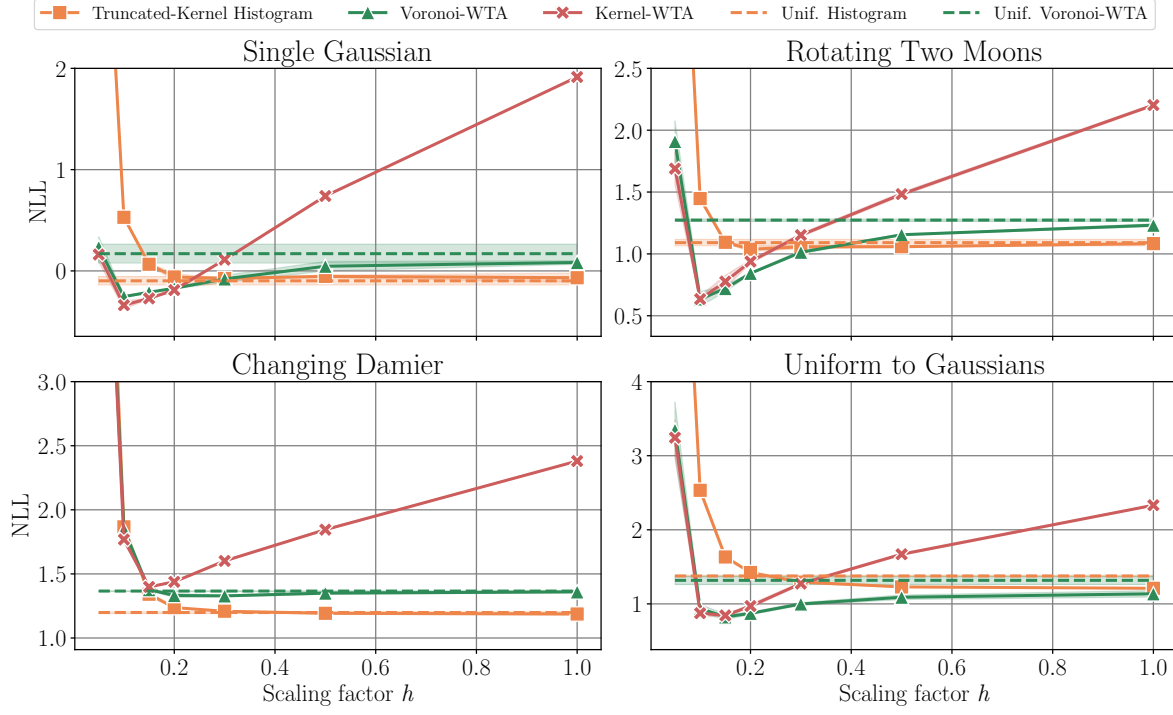 Truncated-Kernel Histogram Voronoi-WTA Kernel-WTA Unif. Histogram Unif. Voronoi-WTA
Single Gaussian
2
1
0
NLL
Rotating Two Moons
2.5
2.0
1.5
1.0
0.5
Changing Damier
3.0
2.5
2.0
1.5
1.0
NLL
0.2 0.4 0.6 0.8 1.0
Scaling factor h
Uniform to Gaussians
4
3
2
1
0.2 0.4 0.6 0.8 1.0
Scaling factor h